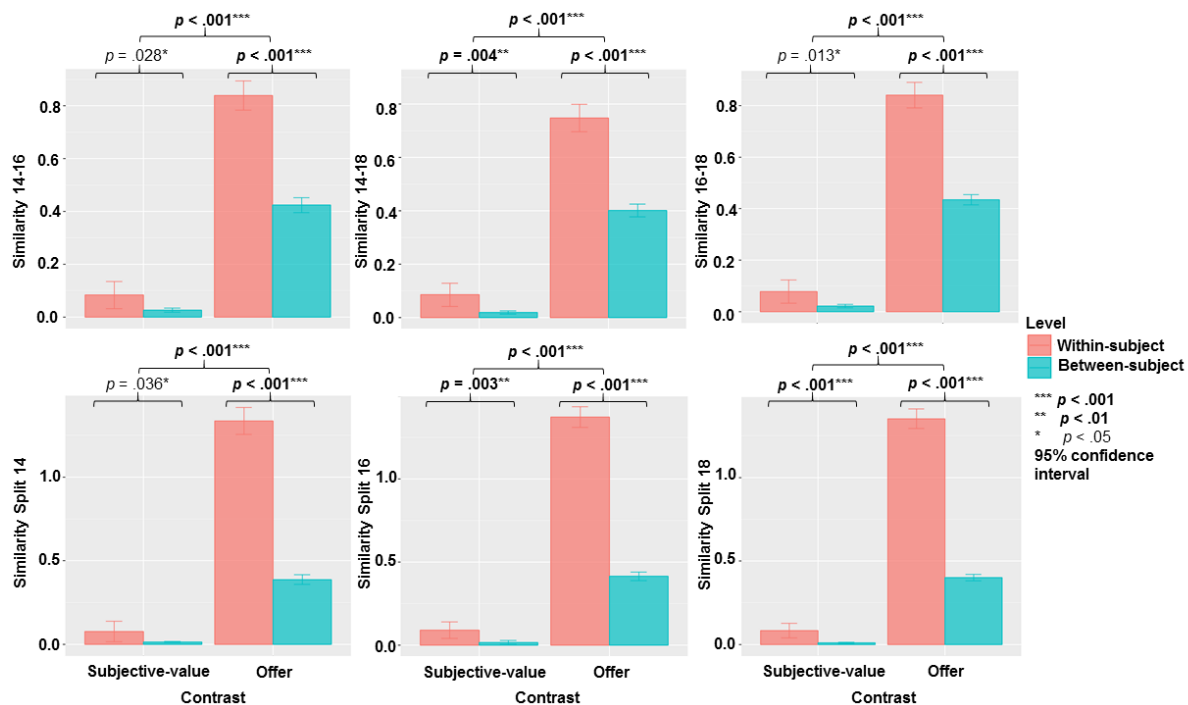 p < .001***
p = .028*
p < .001***
Similarity 14-16
0.8
0.6
0.4
0.2
0.0
p < .001***
p = .004**
p < .001***
Similarity 14-18
0.8
0.6
0.4
0.2
0.0
p < .001***
p = .013*
p < .001***
Similarity 16-18
0.8
0.6
0.4
0.2
0.0
Level
Within-subject
Between-subject
*** p < .001
** p < .01
* p < .05
95% confidence
interval
p < .001***
p = .036*
p < .001***
Similarity Split 14
1.0
0.5
0.0
Subjective-value
Offer
Contrast
p < .001***
p = .003**
p < .001***
Similarity Split 16
1.0
0.5
0.0
Subjective-value
Offer
Contrast
p < .001***
p < .001***
p < .001***
Similarity Split 18
1.0
0.5
0.0
Subjective-value
Offer
Contrast